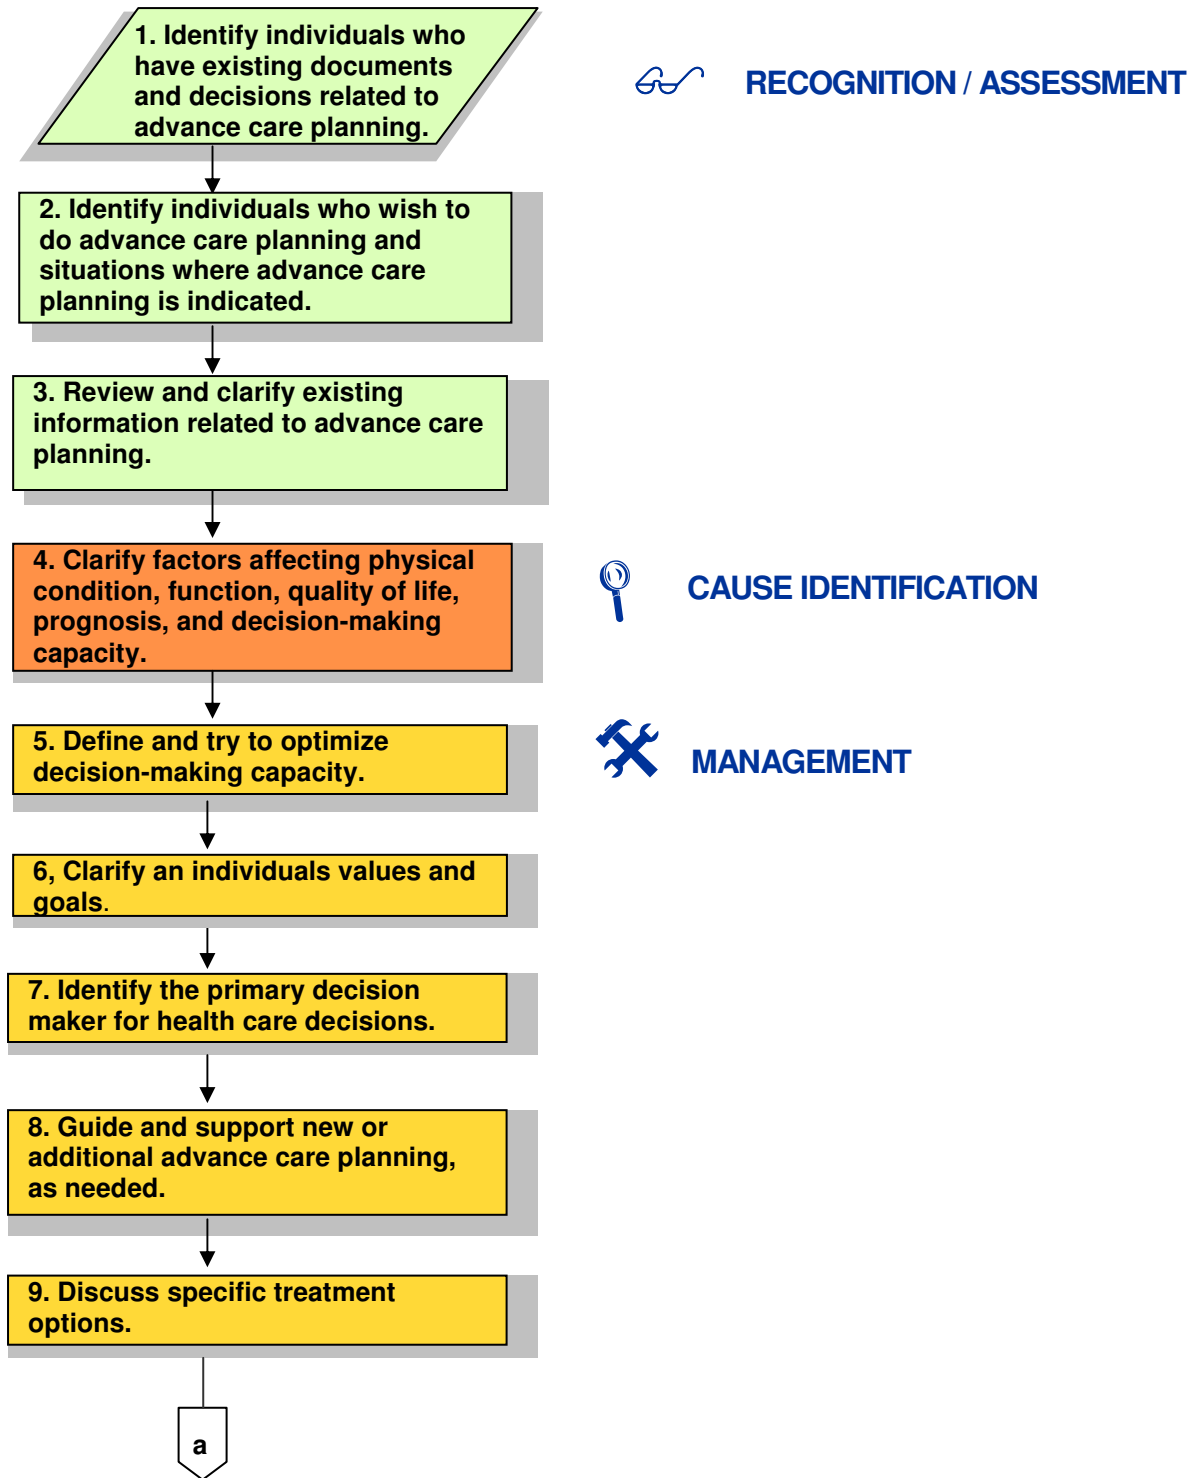 1. Identify individuals who
have existing documents
and decisions related to
advance care planning.
RECOGNITION / ASSESSMENT
2. Identify individuals who wish to
do advance care planning and
situations where advance care
planning is indicated.
3. Review and clarify existing
information related to advance care
planning.
4. Clarify factors affecting physical
condition, function, quality of life,
prognosis, and decision-making
capacity.
CAUSE IDENTIFICATION
5. Define and try to optimize
decision-making capacity.
MANAGEMENT
6, Clarify an individuals values and
goals.
7. Identify the primary decision
maker for health care decisions.
8. Guide and support new or
additional advance care planning,
as needed.
9. Discuss specific treatment
options.
a